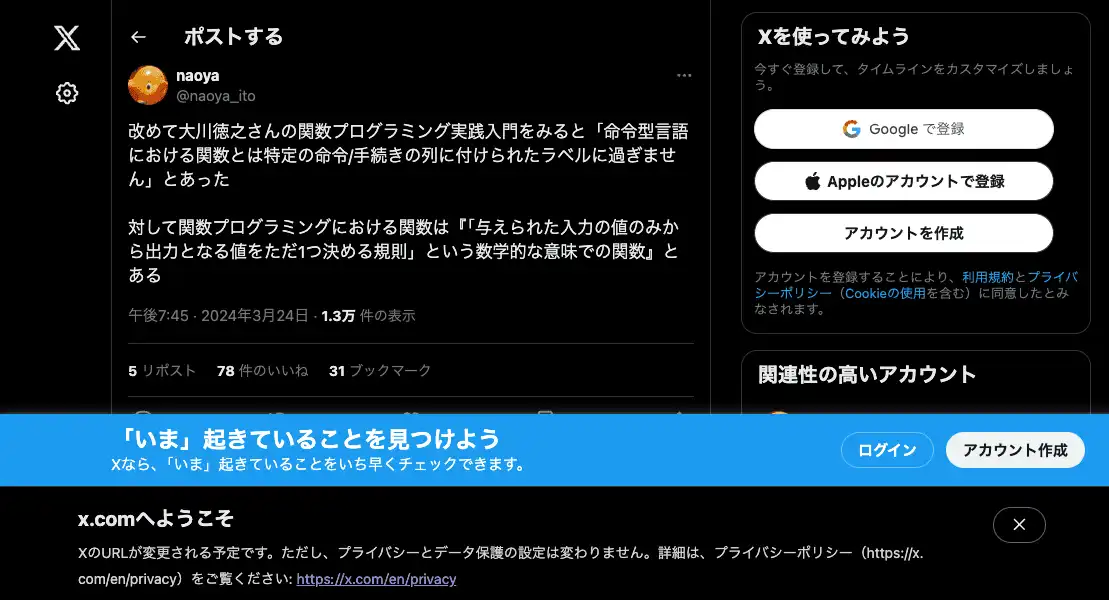 ポストする
naoya
@naoya_ito
改めて大川徳之さんの関数プログラミング実践入門をみると「命令型言語
における関数とは特定の命令/手続きの列に付けられたラベルに過ぎませ
ん」とあった
対して関数プログラミングにおける関数は『「与えられた入力の値のみか
ら出力となる値をただ1つ決める規則」という数学的な意味での関数』と
ある
午後7:45 · 2024年3月24日 · 1.3万 件の表示
5 リポスト 78 件のいいね 31 ブックマーク
Xを使ってみよう
今すぐ登録して、タイムラインをカスタマイズしましょ
う。
Google で登録
Appleのアカウントで登録
アカウントを作成
アカウントを登録することにより、利用規約とプライバ
シーポリシー（Cookieの使用を含む）に同意したとみ
なされます。
関連性の高いアカウント
「いま」起きていることを見つけよう
Xなら、「いま」起きていることをいち早くチェックできます。
ログイン
アカウント作成
x.comへようこそ
XのURLが変更される予定です。ただし、プライバシーとデータ保護の設定は変わりません。詳細は、プライバシーポリシー（https://x.
com/en/privacy）をご覧ください: https://x.com/en/privacy